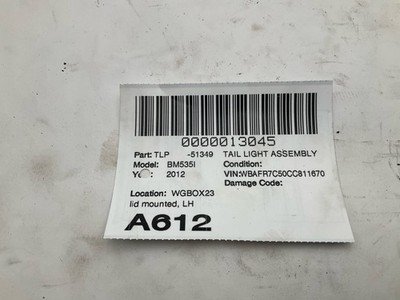 0000013045
Part: TLP -51349 TAIL LIGHT ASSEMBLY
Model: BM535I Condition:
2012 VIN:WBAFR7C50CC811670
Damage Code:
Location: WGBOX23
lid mounted, LH
A612